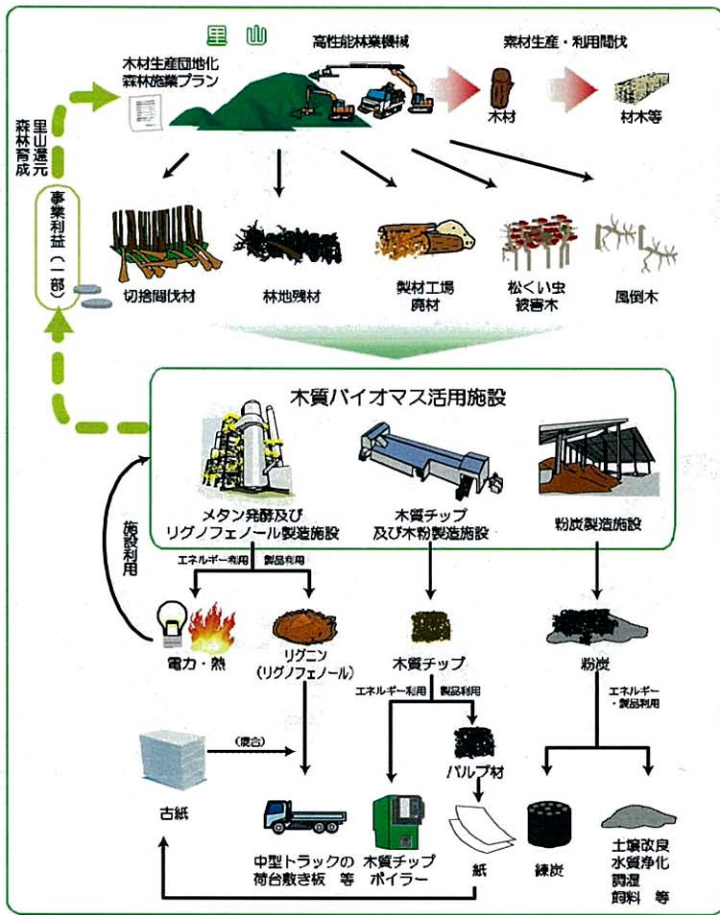 里山
高性能林業機械
素材生産・利用間伐
木材生産団地化
森林施業プラン
木材
材木等
里山還元
森林育成
事業利益(一部)
切捨間伐材
林地残材
製材工場
廃材
松くい虫
被害木
風倒木
木質バイオマス活用施設
メタン発酵及び
リグノフェノール製造施設
木質チップ
及び木粉製造施設
粉炭製造施設
施設利用
エネルギー利用
製品利用
電力・熱
リグニン
(リグノフェノール)
木質チップ
粉炭
エネルギー利用
製品利用
エネルギー
・製品利用
(混合)
パルプ材
古紙
中型トラックの
荷台敷き板 等
木質チップ
ボイラー
紙
練炭
土壌改良
水質浄化
調湿
飼料 等